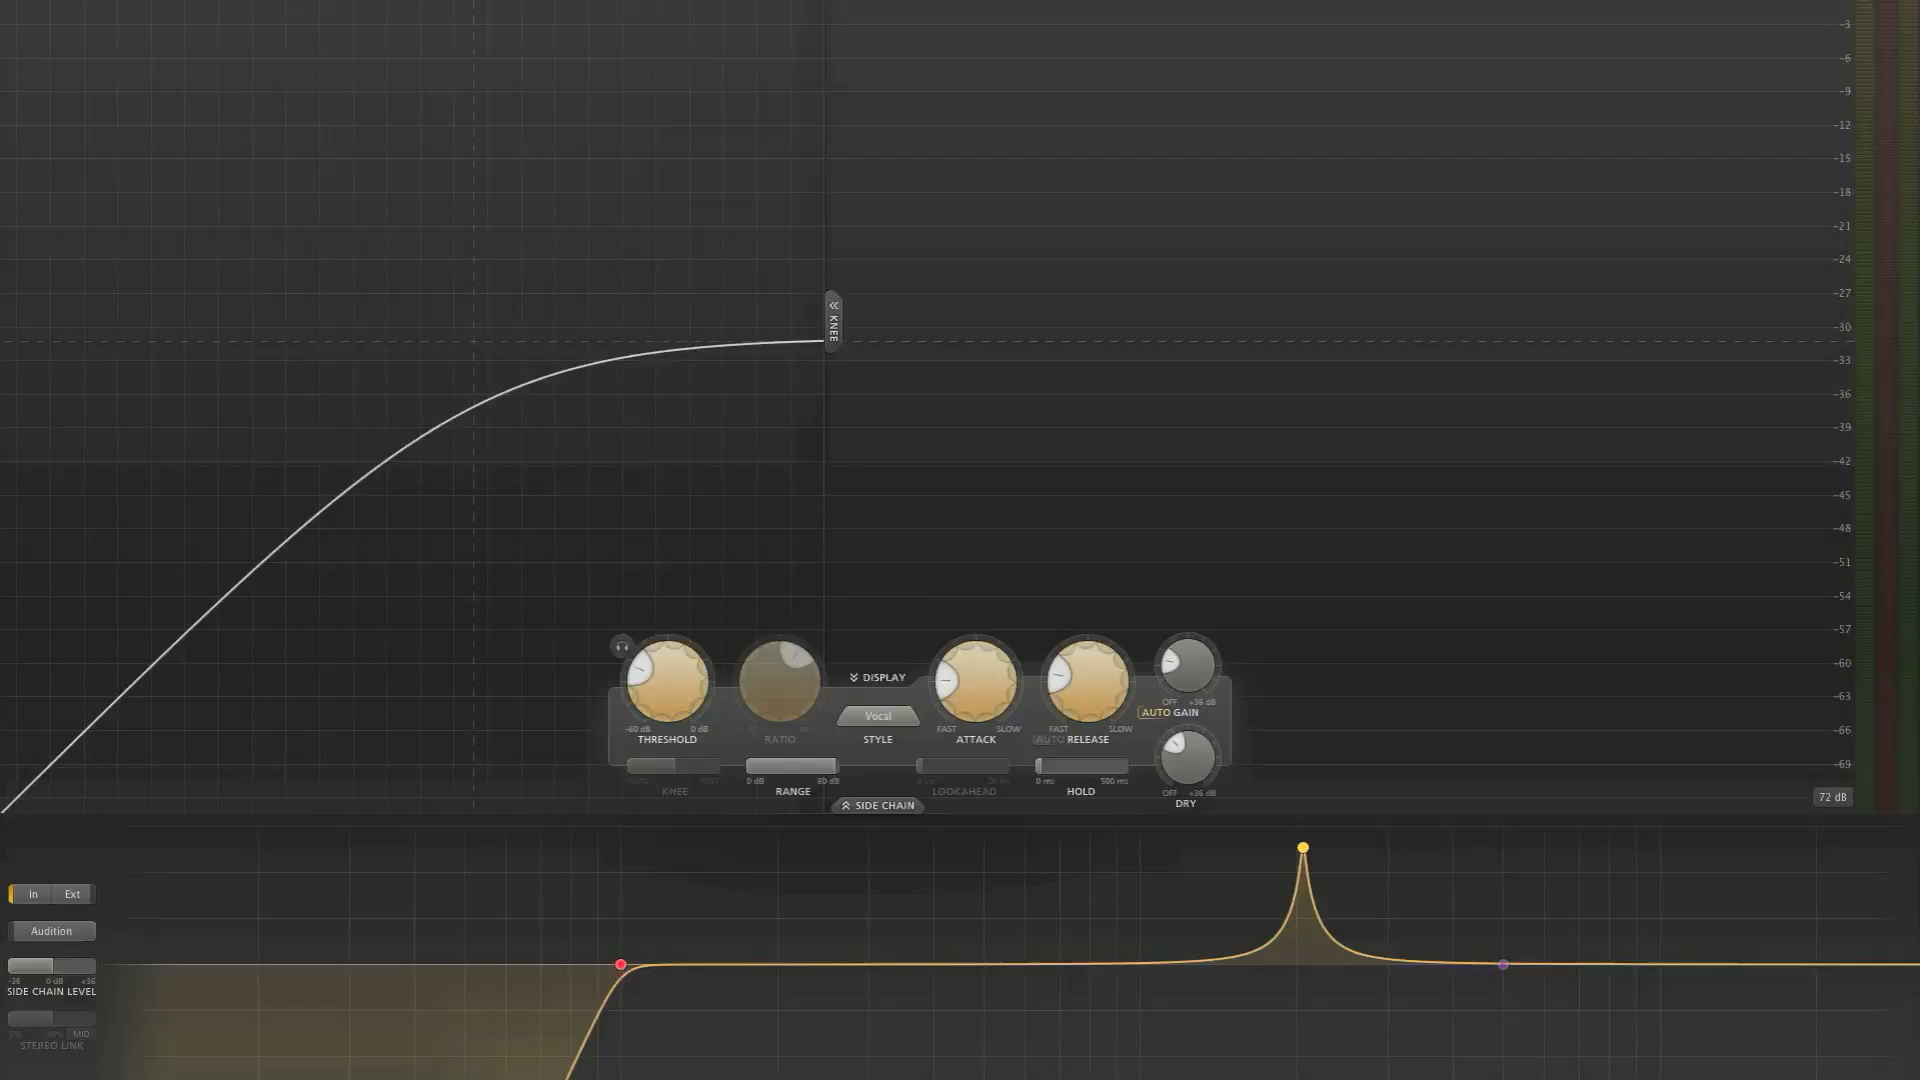 -3
-6
-9
-12
-15
-18
-21
-24
-27
KNEE
-30
-33
-36
-39
-42
-45
-48
-51
-54
-57
-60
-63
-66
-69
72 dB
DISPLAY
OFF +36 dB
AUTO GAIN
Vocal
-60 dB 0 dB
FAST SLOW
FAST SLOW
THRESHOLD
RATIO
STYLE
ATTACK
AUTO RELEASE
0 dB 60 dB
0 ms 500 ms
KNEE
RANGE
LOOKAHEAD
HOLD
OFF +36 dB
DRY
SIDE CHAIN
In Ext
Audition
-36 0 dB +36
SIDE CHAIN LEVEL
MID
STEREO LINK